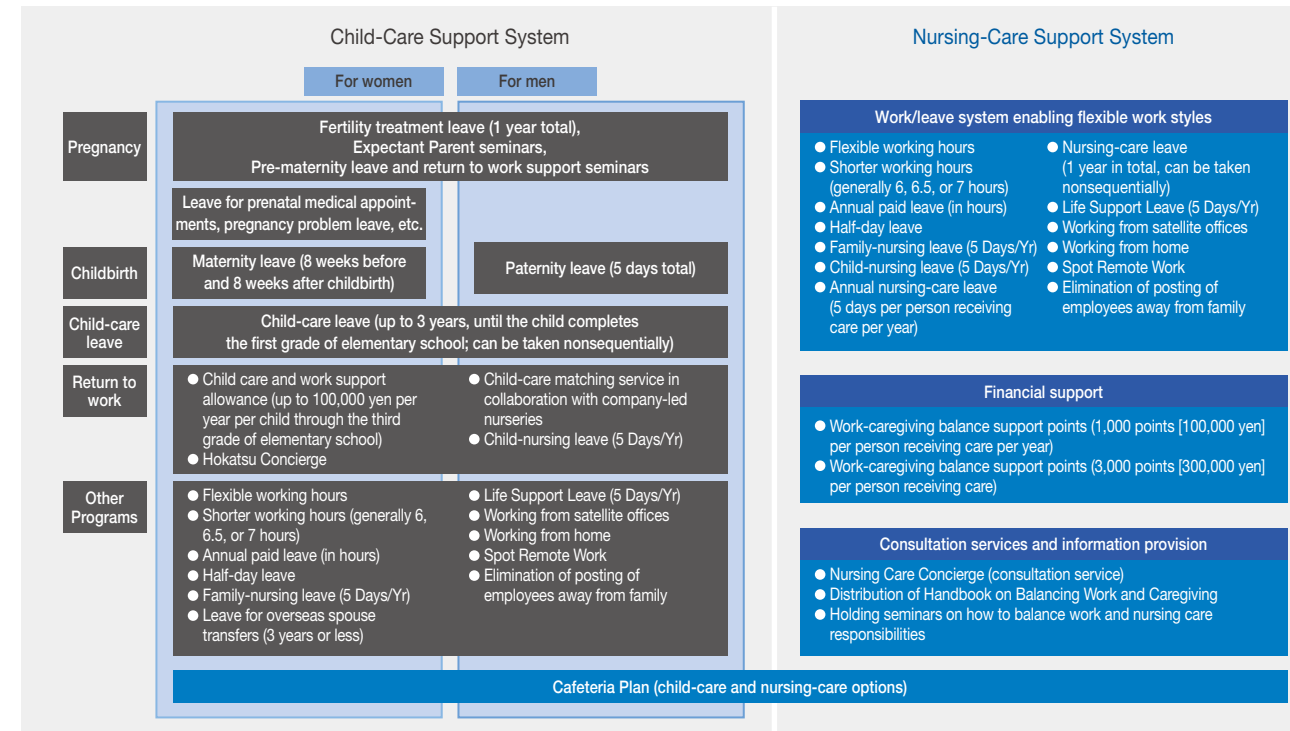 Child-Care Support System
For women
For men
Pregnancy
Fertility treatment leave (1 year total),
Expectant Parent seminars,
Pre-maternity leave and return to work support seminars
Leave for prenatal medical appoint-
ments, pregnancy problem leave, etc.
Childbirth
Maternity leave (8 weeks before
and 8 weeks after childbirth)
Paternity leave (5 days total)
Child-care
leave
Child-care leave (up to 3 years, until the child completes
the first grade of elementary school; can be taken nonsequentially)
Return to
work
● Child care and work support
allowance (up to 100,000 yen per
year per child through the third
grade of elementary school)
● Hokatsu Concierge
● Child-care matching service in
collaboration with company-led
nurseries
● Child-nursing leave (5 Days/Yr)
Other
Programs
● Flexible working hours
● Shorter working hours (generally 6,
6.5, or 7 hours)
● Annual paid leave (in hours)
● Half-day leave
● Family-nursing leave (5 Days/Yr)
● Leave for overseas spouse
transfers (3 years or less)
● Life Support Leave (5 Days/Yr)
● Working from satellite offices
● Working from home
● Spot Remote Work
● Elimination of posting of
employees away from family
Nursing-Care Support System
Work/leave system enabling flexible work styles
● Flexible working hours
● Shorter working hours
(generally 6, 6.5, or 7 hours)
● Annual paid leave (in hours)
● Half-day leave
● Family-nursing leave (5 Days/Yr)
● Child-nursing leave (5 Days/Yr)
● Annual nursing-care leave
(5 days per person receiving
care per year)
● Nursing-care leave
(1 year in total, can be taken
nonsequentially)
● Life Support Leave (5 Days/Yr)
● Working from satellite offices
● Working from home
● Spot Remote Work
● Elimination of posting of
employees away from family
Financial support
● Work-caregiving balance support points (1,000 points [100,000 yen]
per person receiving care per year)
● Work-caregiving balance support points (3,000 points [300,000 yen]
per person receiving care)
Consultation services and information provision
● Nursing Care Concierge (consultation service)
● Distribution of Handbook on Balancing Work and Caregiving
● Holding seminars on how to balance work and nursing care
responsibilities
Cafeteria Plan (child-care and nursing-care options)